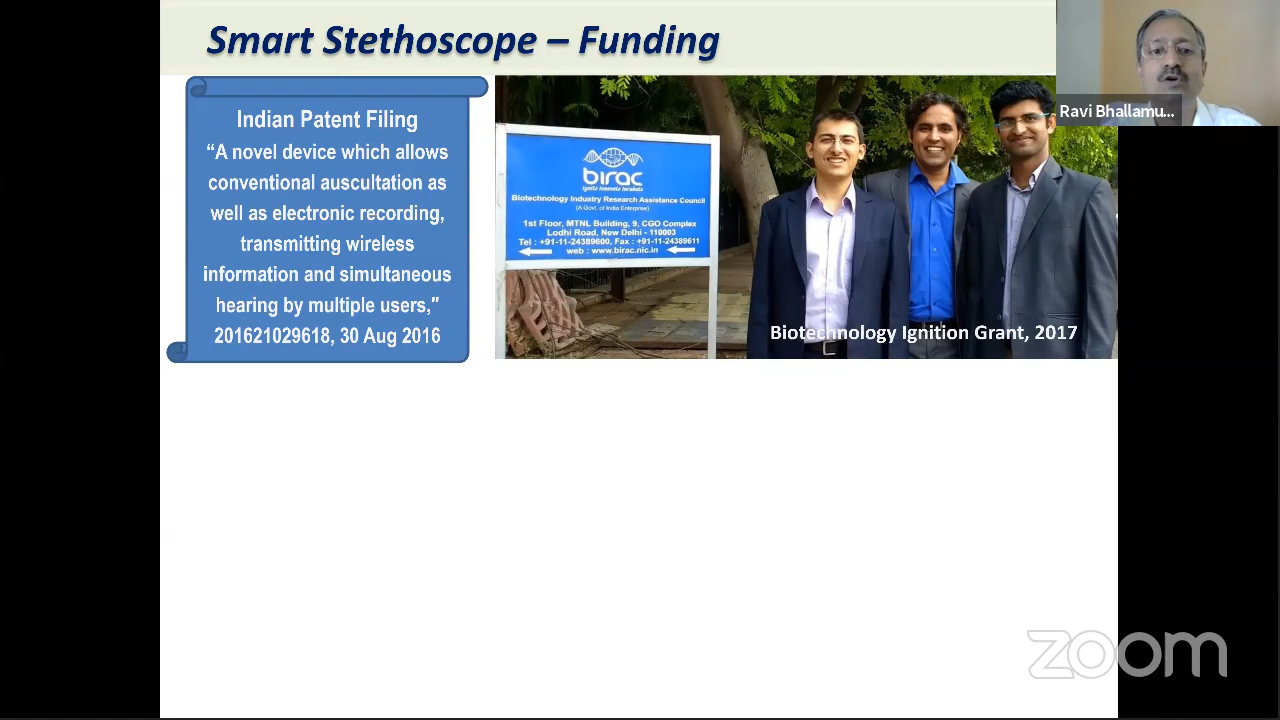 Smart Stethoscope – Funding
Indian Patent Filing
“A novel device which allows
conventional auscultation as
well as electronic recording,
transmitting wireless
information and simultaneous
hearing by multiple users,"
201621029618, 30 Aug 2016
birac
ignite innovate incubate
Biotechnology Industry Research Assistance Council
(A Govt. of India Enterprise)
1st Floor, MTNL Building, 9, CGO Complex
Lodhi Road, New Delhi - 110003
Tel : +91-11-24389600, Fax : +91-11-24389611
web : www.birac.nic.in
Biotechnology Ignition Grant, 2017
Ravi Bhallamu...
zoom